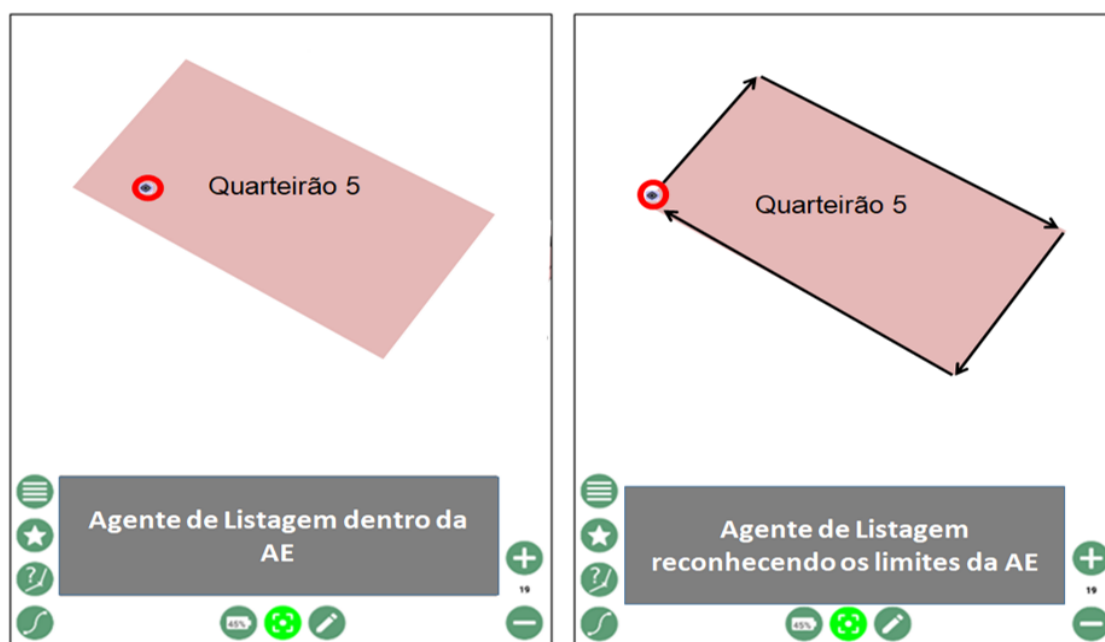 Quarteirão 5
Agente de Listagem dentro da
AE
45%
19
Quarteirão 5
Agente de Listagem
reconhecendo os limites da AE
45%
19